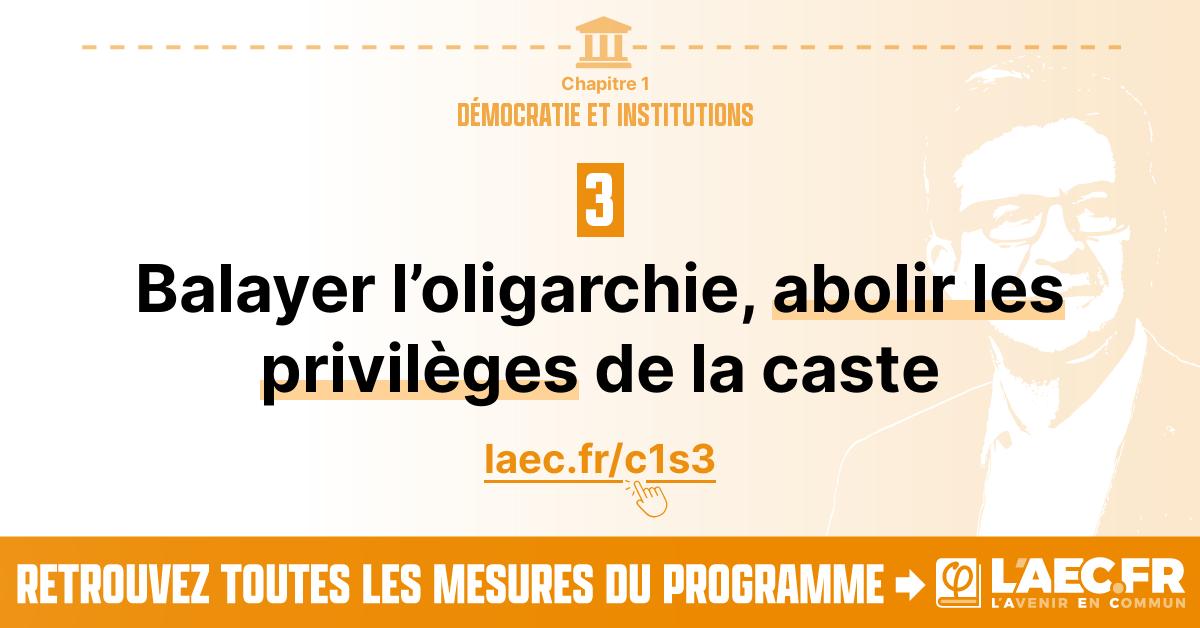 Chapitre 1
DÉMOCRATIE ET INSTITUTIONS
3
Balayer l’oligarchie, abolir les
privilèges de la caste
laec.fr/c1s3
RETROUVEZ TOUTES LES MESURES DU PROGRAMME
φ
L'AEC.FR
L'AVENIR EN COMMUN